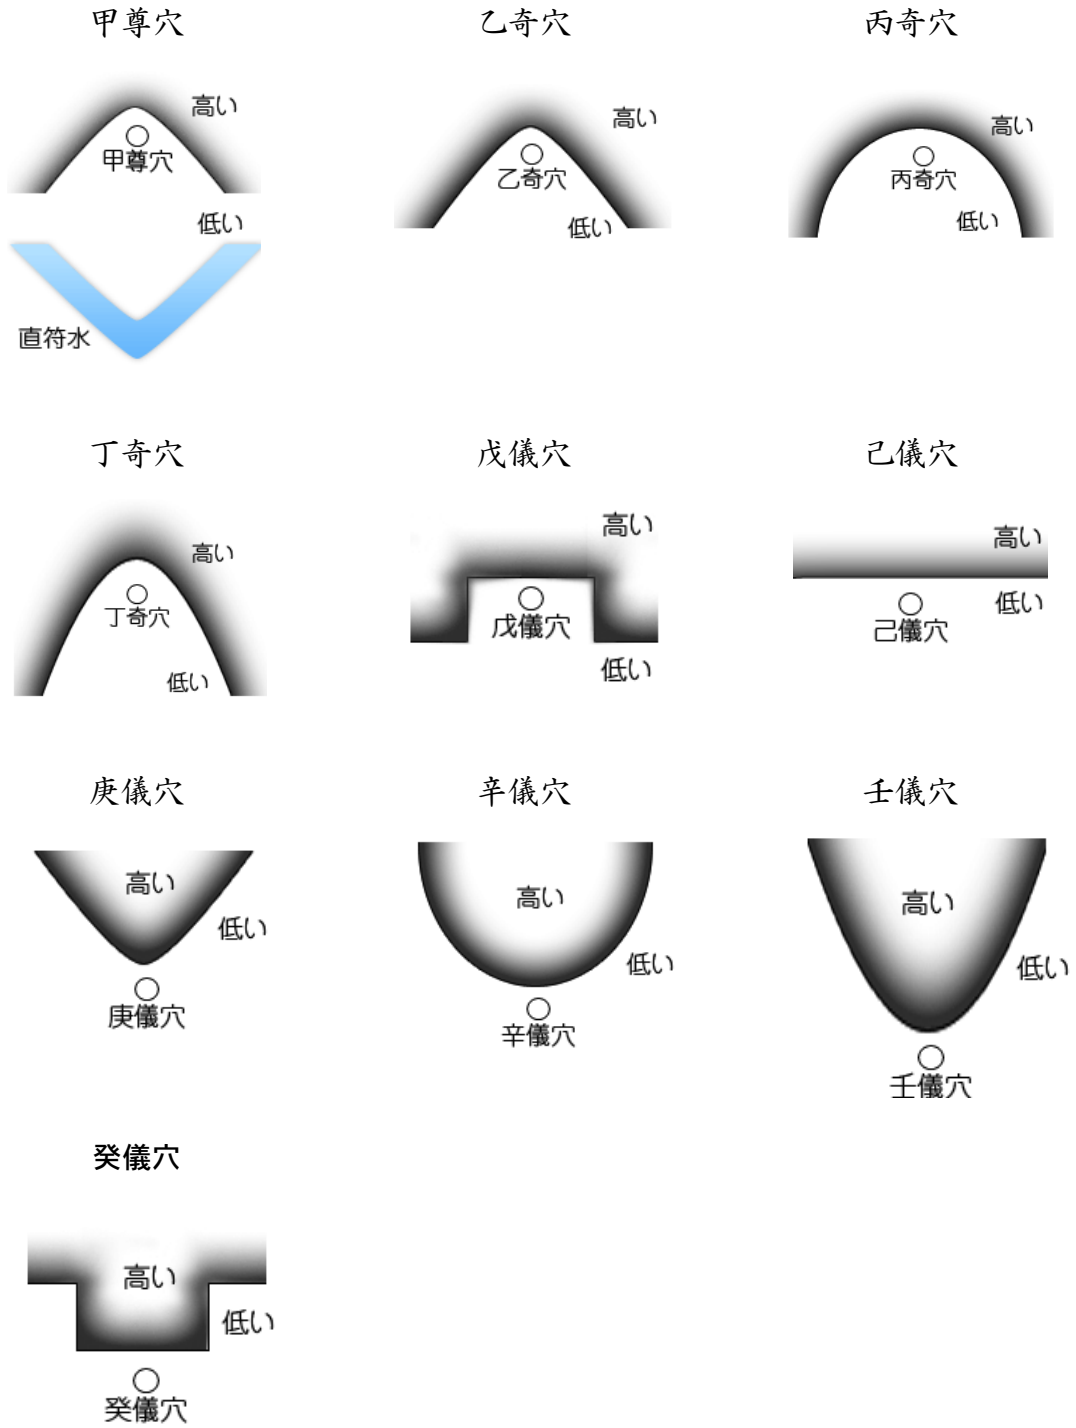 甲尊穴
乙奇穴
丙奇穴
高い
甲尊穴
低い
直符水
高い
乙奇穴
低い
高い
丙奇穴
低い
丁奇穴
戊儀穴
己儀穴
高い
丁奇穴
低い
高い
戊儀穴
低い
高い
低い
己儀穴
庚儀穴
辛儀穴
壬儀穴
高い
低い
庚儀穴
高い
低い
辛儀穴
高い
低い
壬儀穴
癸儀穴
高い
低い
癸儀穴